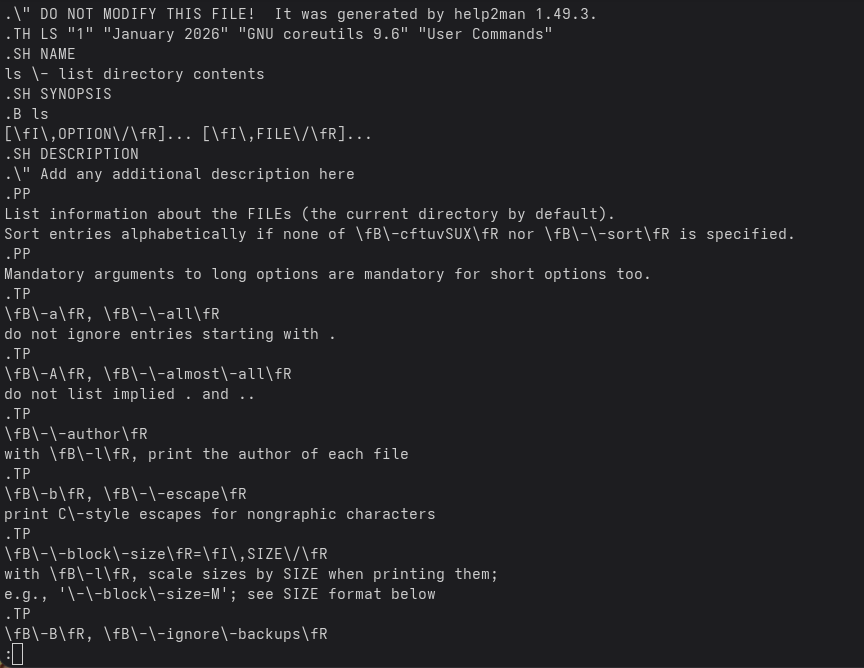 .\" DO NOT MODIFY THIS FILE!  It was generated by help2man 1.49.3.
.TH LS "1" "January 2026" "GNU coreutils 9.6" "User Commands"
.SH NAME
ls \- list directory contents
.SH SYNOPSIS
.B ls
[\fI\,OPTION\/\fR]... [\fI\,FILE\/\fR]...
.SH DESCRIPTION
.\" Add any additional description here
.PP
List information about the FILEs (the current directory by default).
Sort entries alphabetically if none of \fB\-cftuvSUX\fR nor \fB\-\-sort\fR is specified.
.PP
Mandatory arguments to long options are mandatory for short options too.
.TP
\fB\-a\fR, \fB\-\-all\fR
do not ignore entries starting with .
.TP
\fB\-A\fR, \fB\-\-almost\-all\fR
do not list implied . and ..
.TP
\fB\-\-author\fR
with \fB\-l\fR, print the author of each file
.TP
\fB\-b\fR, \fB\-\-escape\fR
print C\-style escapes for nongraphic characters
.TP
\fB\-\-block\-size\fR=\fI\,SIZE\/\fR
with \fB\-l\fR, scale sizes by SIZE when printing them;
e.g., '\-\-block\-size=M'; see SIZE format below
.TP
\fB\-B\fR, \fB\-\-ignore\-backups\fR
: